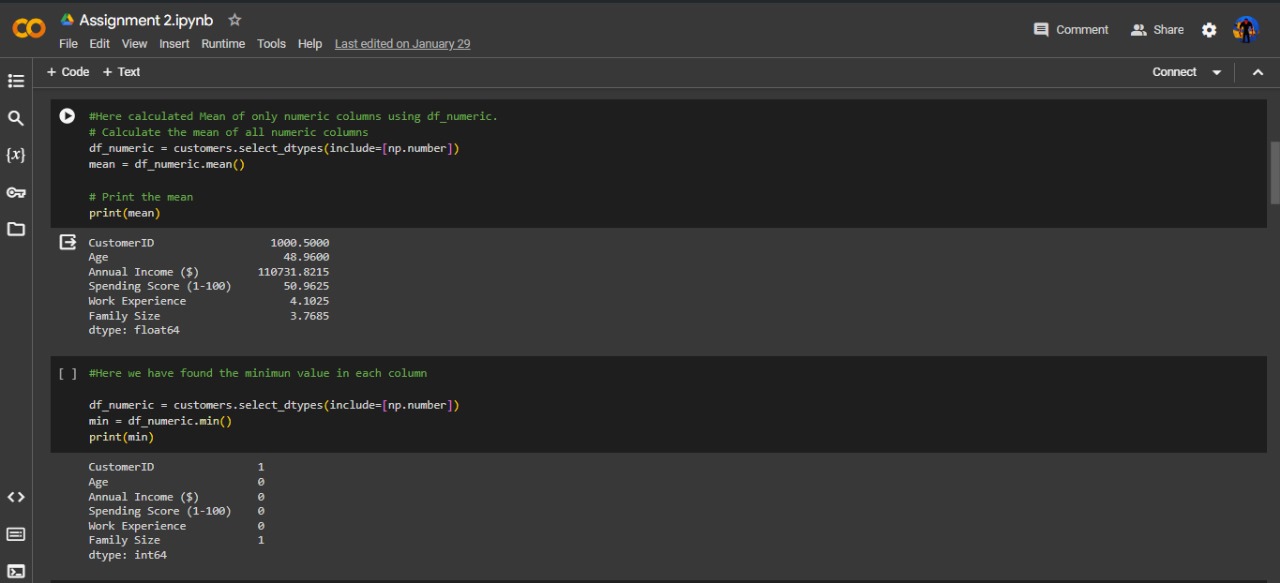 Assignment 2.ipynb
File Edit View Insert Runtime Tools Help Last edited on January 29
Comment Share
+ Code + Text
Connect
#Here calculated Mean of only numeric columns using df_numeric.
# Calculate the mean of all numeric columns
df_numeric = customers.select_dtypes(include=[np.number])
mean = df_numeric.mean()
# Print the mean
print(mean)
CustomerID 1000.5000
Age 48.9600
Annual Income ($) 110731.8215
Spending Score (1-100) 50.9625
Work Experience 4.1025
Family Size 3.7685
dtype: float64
[ ] #Here we have found the minimun value in each column
df_numeric = customers.select_dtypes(include=[np.number])
min = df_numeric.min()
print(min)
CustomerID 1
Age 0
Annual Income ($) 0
Spending Score (1-100) 0
Work Experience 0
Family Size 1
dtype: int64